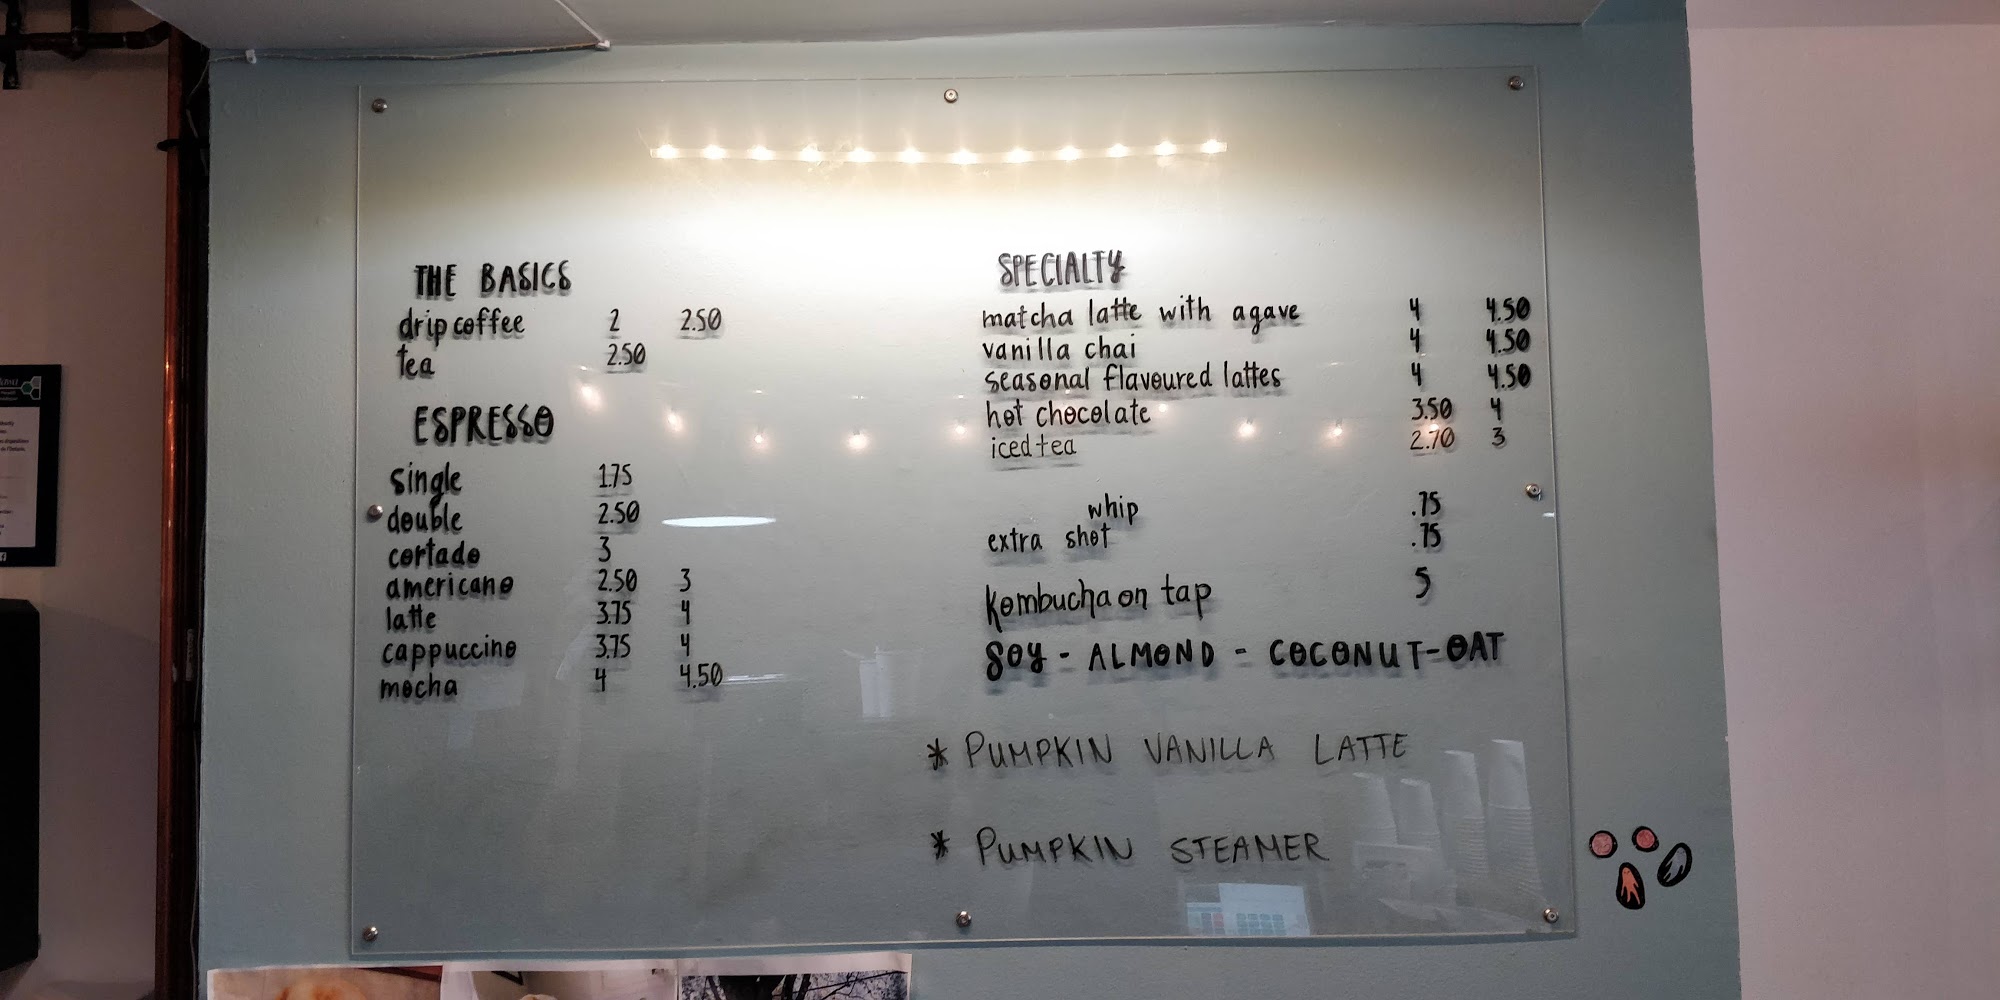 THE BASICS
drip coffee 2 2.50
tea 2.50
ESPRESSO
single 1.75
double 2.50
cortado 3
americano 2.50 3
latte 3.75 4
cappuccino 3.75 4
mocha 4 4.50
SPECIALTY
matcha latte with agave 4 4.50
vanilla chai 4 4.50
seasonal flavoured lattes 4 4.50
hot chocolate 3.50 4
iced tea 2.70 3
whip .75
extra shot .75
kombucha on tap 5
SOY - ALMOND - COCONUT - OAT
* PUMPKIN VANILLA LATTE
* PUMPKIN STEAMER